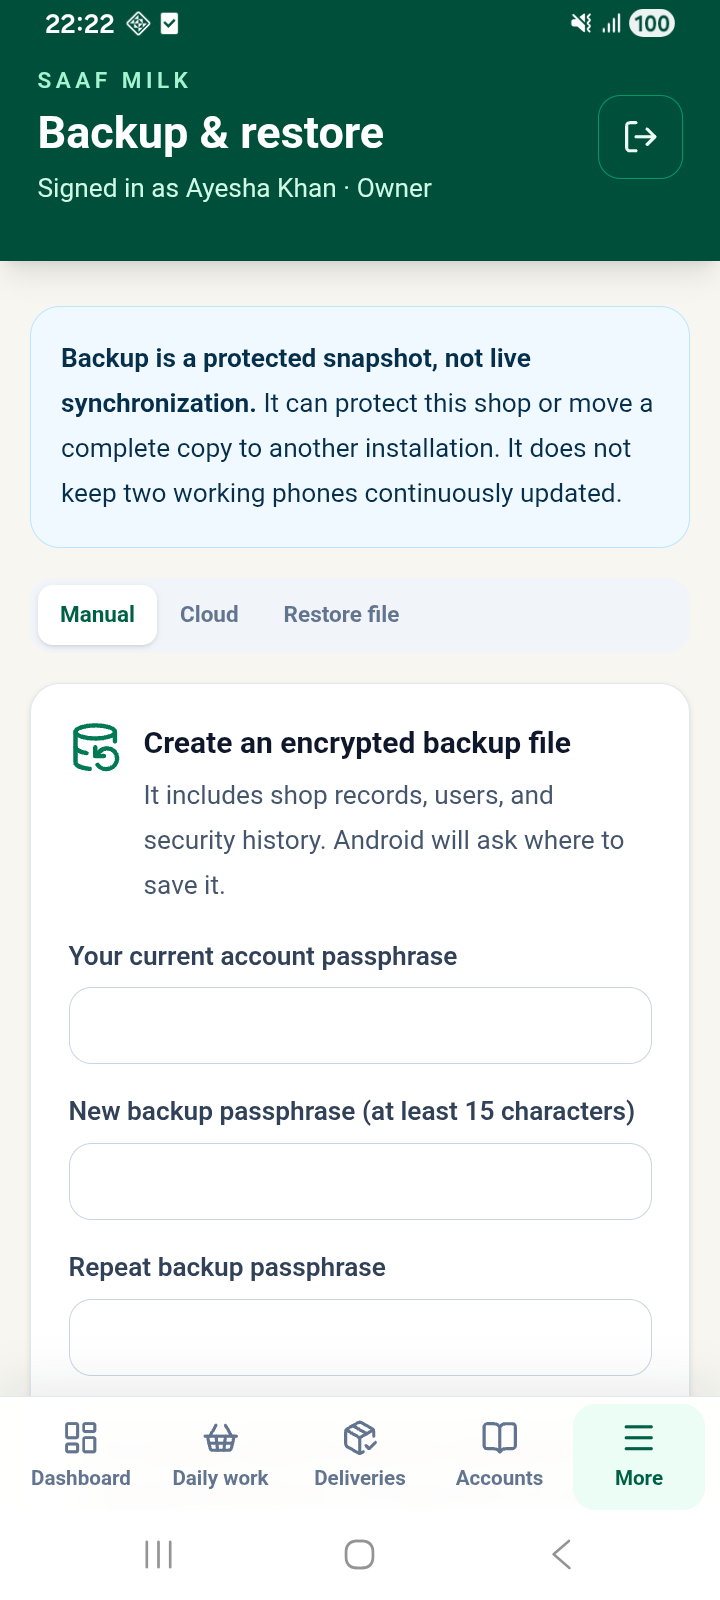 22:22
100
SAAF MILK
Backup & restore
Signed in as Ayesha Khan · Owner
Backup is a protected snapshot, not live
synchronization. It can protect this shop or move a
complete copy to another installation. It does not
keep two working phones continuously updated.
Manual Cloud Restore file
Create an encrypted backup file
It includes shop records, users, and
security history. Android will ask where to
save it.
Your current account passphrase
New backup passphrase (at least 15 characters)
Repeat backup passphrase
Dashboard Daily work Deliveries Accounts More